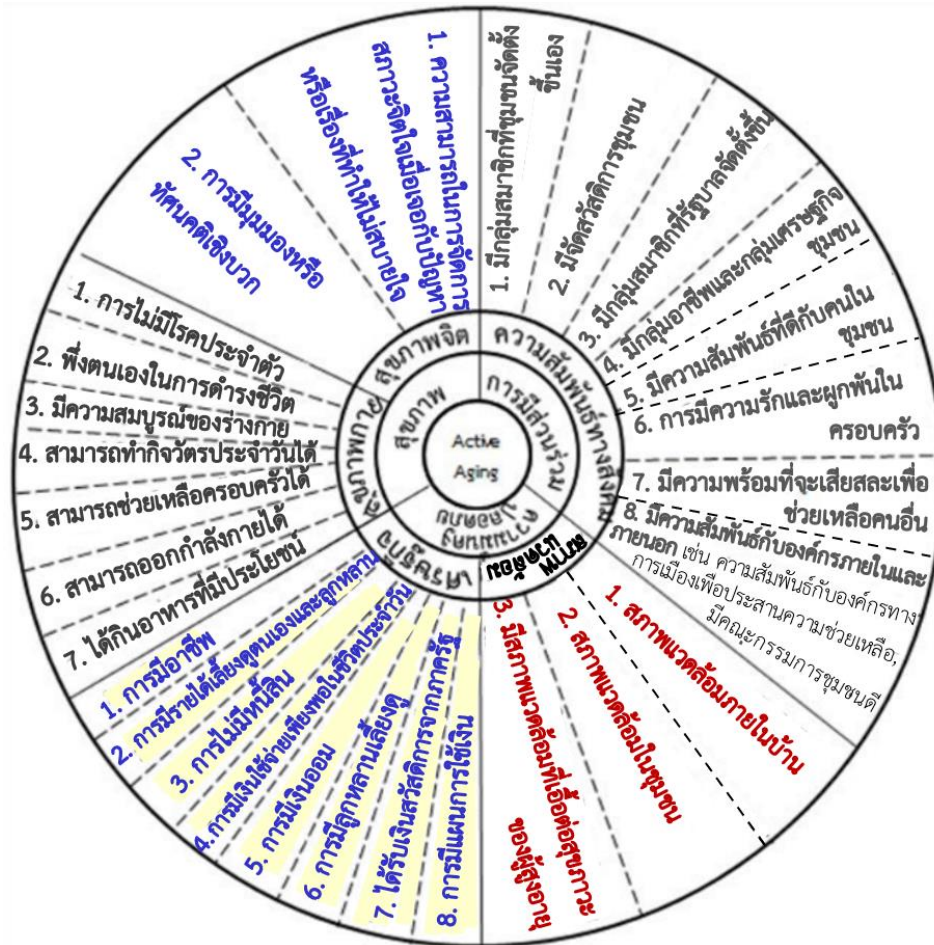 Active
Aging
สุขภาพ
การมีส่วนร่วม
ความมั่นคง
ปลอดภัย
สุขภาพจิต
ความสัมพันธ์ทางสังคม
สภาพ
แวดล้อม
เศรษฐกิจ
สุขภาพกาย
1. ความสามารถในการจัดการ
สภาวะจิตใจเมื่อเจอกับปัญหา
หรือเรื่องที่ทำให้ไม่สบายใจ
2. การมีมุมมองหรือ
ทัศนคติเชิงบวก
1. มีกลุ่มสมาชิกที่ชุมชนจัดตั้ง
ขึ้นเอง
2. มีจัดสวัสดิการชุมชน
3. มีกลุ่มสมาชิกที่รัฐบาลจัดตั้งขึ้น
4. มีกลุ่มอาชีพและกลุ่มเศรษฐกิจ
ชุมชน
5. มีความสัมพันธ์ที่ดีกับคนใน
ชุมชน
6. การมีความรักและผูกพันใน
ครอบครัว
7. มีความพร้อมที่จะเสียสละเพื่อ
ช่วยเหลือคนอื่น
8. มีความสัมพันธ์กับองค์กรภายในและ
ภายนอก เช่น ความสัมพันธ์กับองค์กรทาง
การเมืองเพื่อประสานความช่วยเหลือ,
มีคณะกรรมการชุมชนดี
1. สภาพแวดล้อมภายในบ้าน
2. สภาพแวดล้อมในชุมชน
3. มีสภาพแวดล้อมที่เอื้อต่อสุขภาวะ
ของผู้สูงอายุ
1. การมีอาชีพ
2. การมีรายได้เลี้ยงดูตนเองและลูกหลาน
3. การไม่มีหนี้สิน
4. การมีเงินใช้จ่ายเพียงพอในชีวิตประจำวัน
5. การมีเงินออม
6. การมีลูกหลานเลี้ยงดู
7. ได้รับเงินสวัสดิการจากภาครัฐ
8. การมีแผนการใช้เงิน
1. การไม่มีโรคประจำตัว
2. พึ่งตนเองในการดำรงชีวิต
3. มีความสมบูรณ์ของร่างกาย
4. สามารถทำกิจวัตรประจำวันได้
5. สามารถช่วยเหลือครอบครัวได้
6. สามารถออกกำลังกายได้
7. ได้กินอาหารที่มีประโยชน์